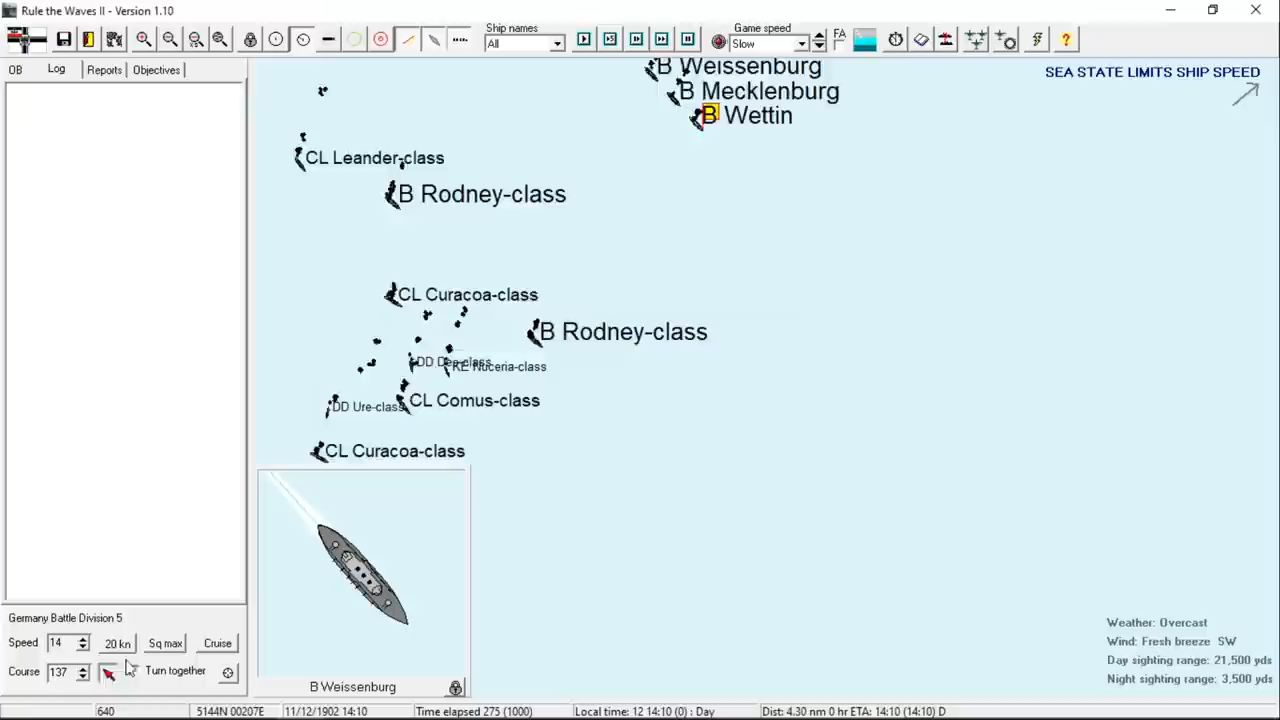 Rule the Waves II - Version 1.10
Ship names
All
Game speed
Slow
FA
OB Log Reports Objectives
SEA STATE LIMITS SHIP SPEED
B Weissenburg
B Mecklenburg
B Wettin
CL Leander-class
B Rodney-class
CL Curacoa-class
B Rodney-class
DD Dee-class
KE Nuceria-class
DD Ure-class
CL Comus-class
CL Curacoa-class
Germany Battle Division 5
Speed 14 20 kn Sq max Cruise
Course 137 Turn together
B Weissenburg
Weather: Overcast
Wind: Fresh breeze SW
Day sighting range: 21,500 yds
Night sighting range: 3,500 yds
640 5144N 00207E 11/12/1902 14:10 Time elapsed 275 (1000) Local time: 12 14:10 (0) : Day Dist: 4.30 nm 0 hr ETA: 14:10 (14:10) D